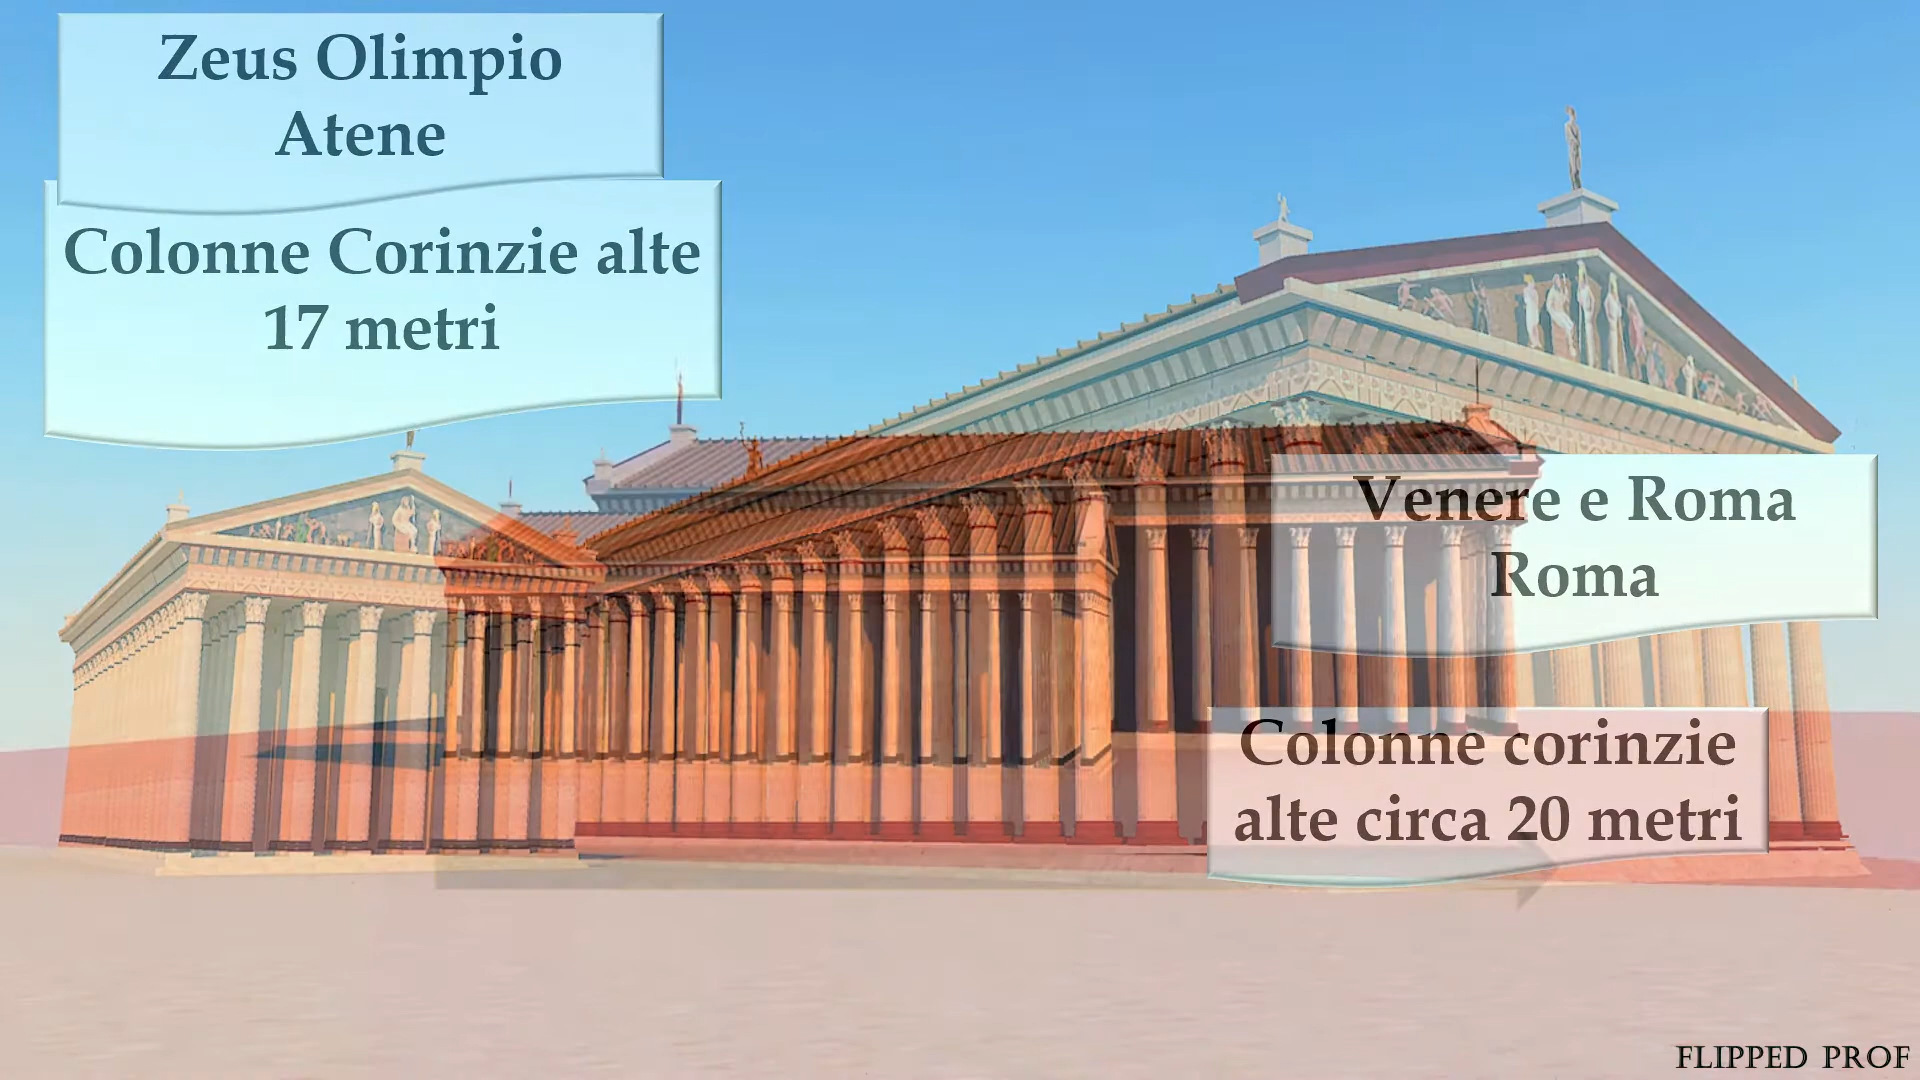 Zeus Olimpio
Atene
Colonne Corinzie alte
17 metri
Venere e Roma
Roma
Colonne corinzie
alte circa 20 metri
FLIPPED PROF